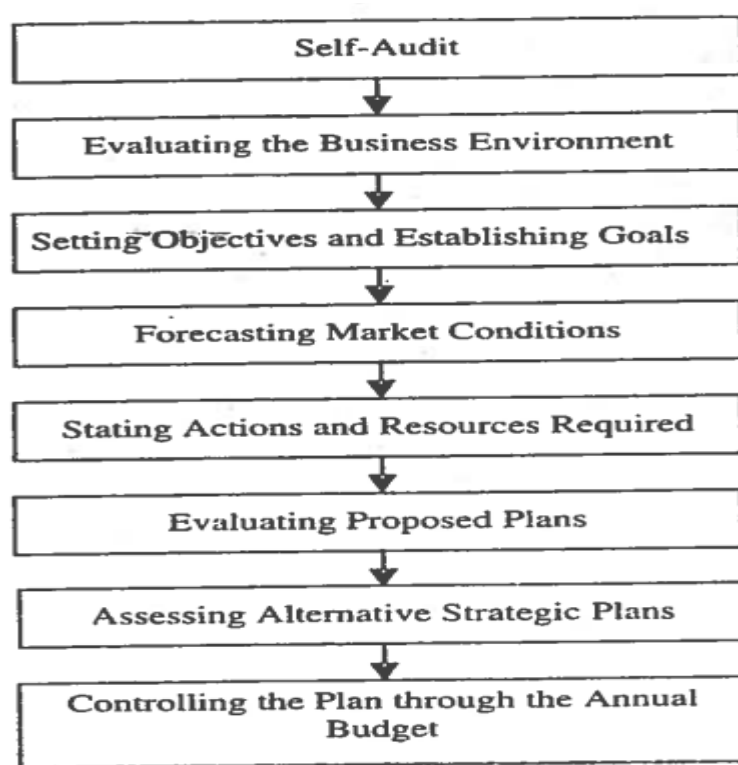 Self-Audit
Evaluating the Business Environment
Setting Objectives and Establishing Goals
Forecasting Market Conditions
Stating Actions and Resources Required
Evaluating Proposed Plans
Assessing Alternative Strategic Plans
Controlling the Plan through the Annual
Budget